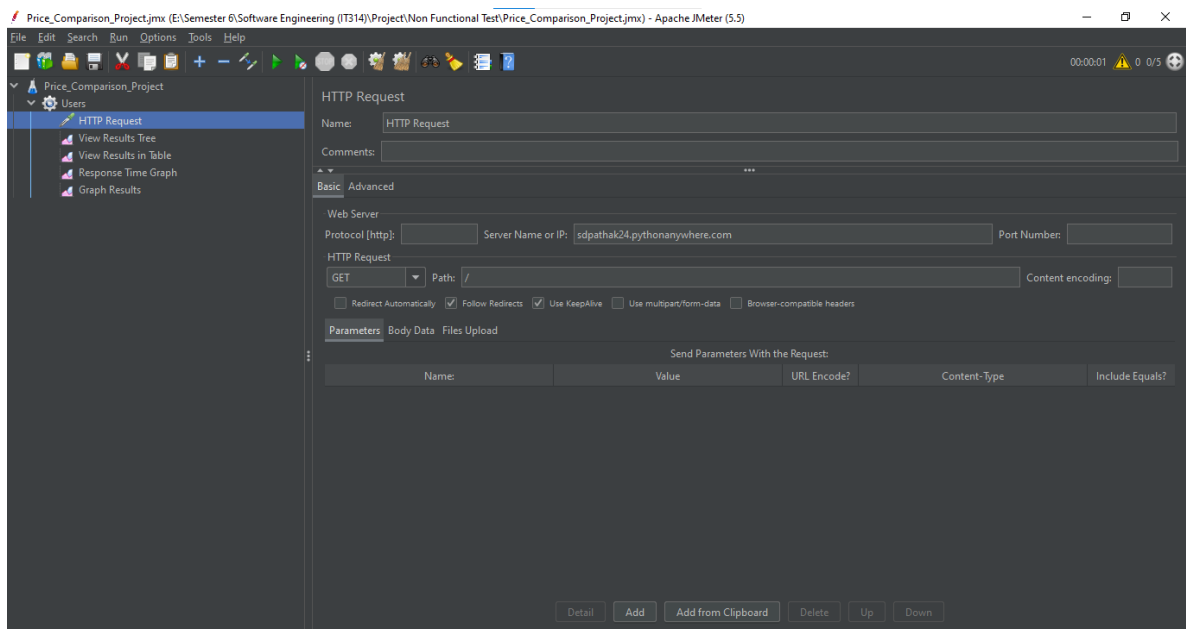 Price_Comparison_Project.jmx (E:\Semester 6\Software Engineering (IT314)\Project\Non Functional Test\Price_Comparison_Project.jmx) - Apache JMeter (5.5)
File Edit Search Run Options Tools Help
00:00:01 0 0/5
Price_Comparison_Project
Users
HTTP Request
View Results Tree
View Results in Table
Response Time Graph
Graph Results
HTTP Request
Name: HTTP Request
Comments:
Basic Advanced
Web Server
Protocol [http]: Server Name or IP: sdpathak24.pythonanywhere.com Port Number:
HTTP Request
GET Path: / Content encoding:
Redirect Automatically Follow Redirects Use KeepAlive Use multipart/form-data Browser-compatible headers
Parameters Body Data Files Upload
Send Parameters With the Request:
Name: Value URL Encode? Content-Type Include Equals?
Detail Add Add from Clipboard Delete Up Down